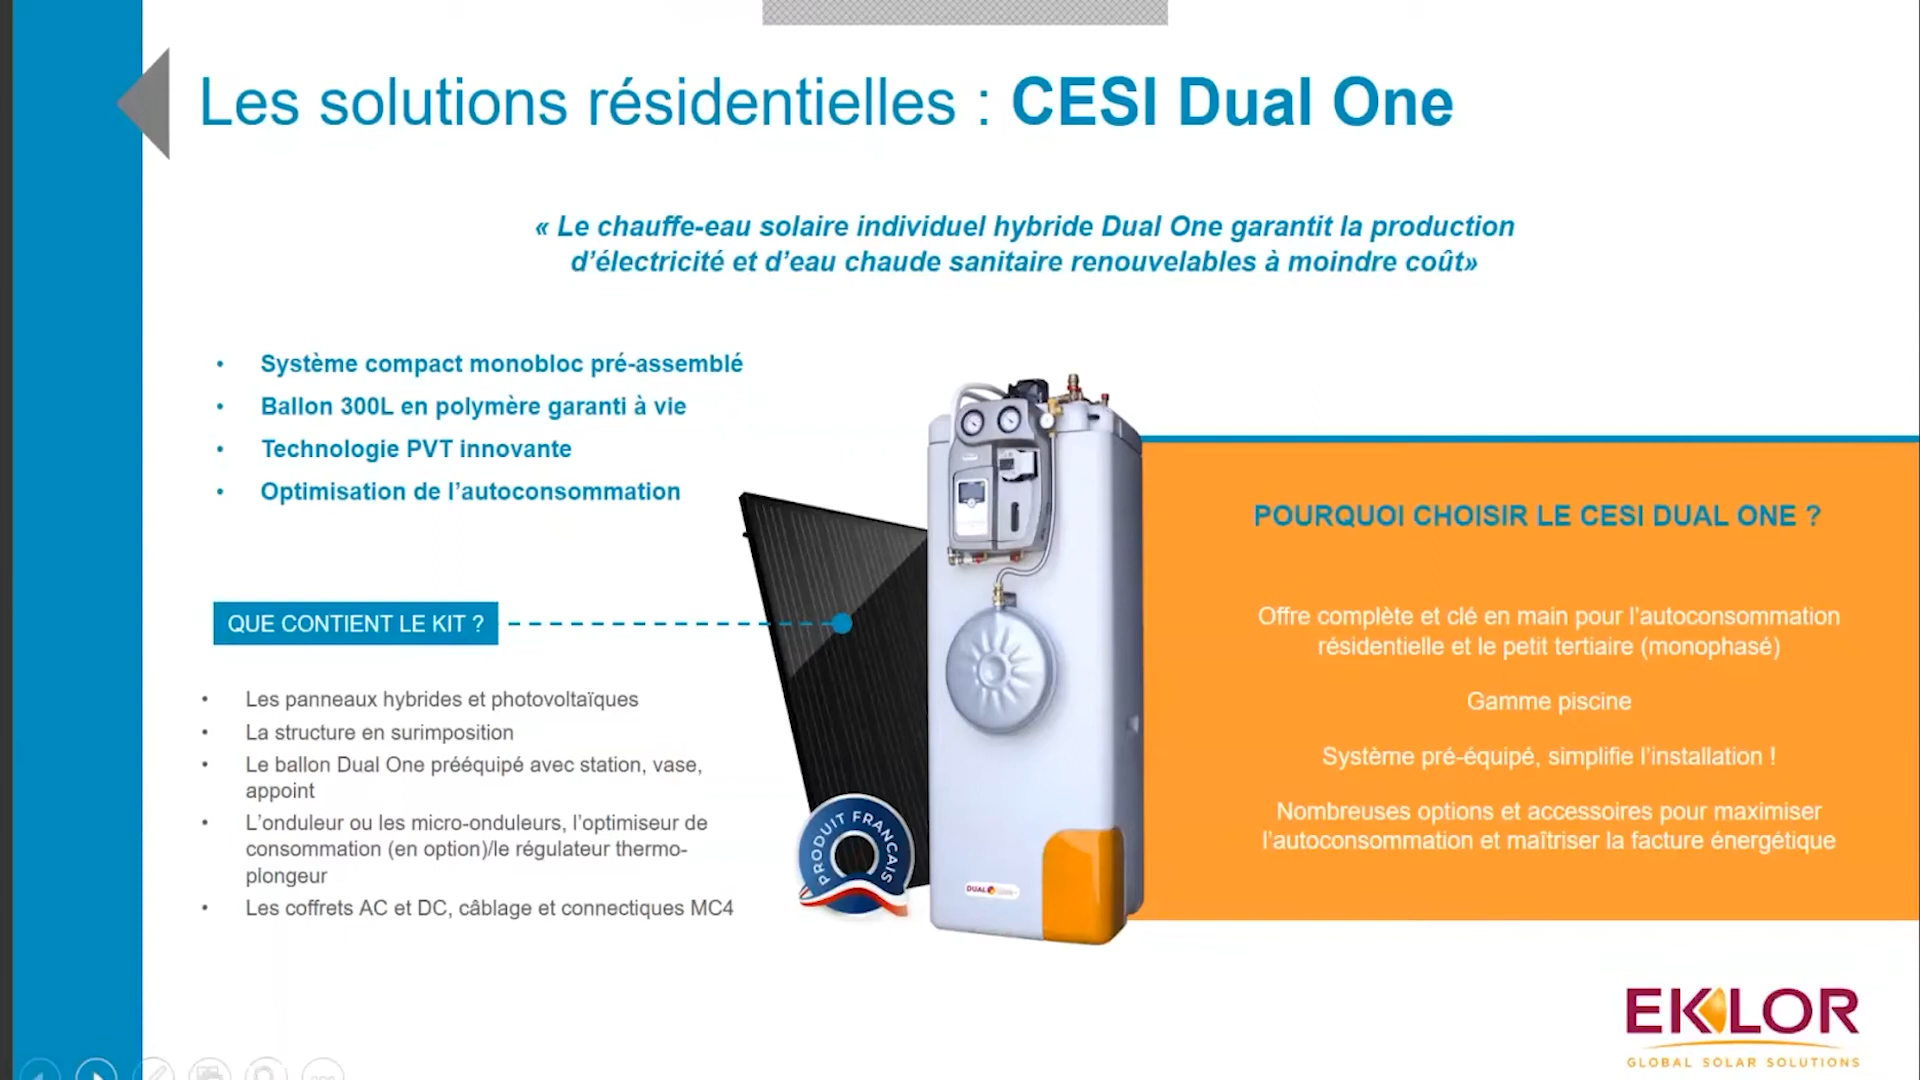 Les solutions résidentielles : CESI Dual One
« Le chauffe-eau solaire individuel hybride Dual One garantit la production
d’électricité et d’eau chaude sanitaire renouvelables à moindre coût»
• Système compact monobloc pré-assemblé
• Ballon 300L en polymère garanti à vie
• Technologie PVT innovante
• Optimisation de l’autoconsommation
QUE CONTIENT LE KIT ?
• Les panneaux hybrides et photovoltaïques
• La structure en surimposition
• Le ballon Dual One prééquipé avec station, vase,
appoint
• L’onduleur ou les micro-onduleurs, l’optimiseur de
consommation (en option)/le régulateur thermo-
plongeur
• Les coffrets AC et DC, câblage et connectiques MC4
PRODUIT FRANCAIS
DUAL
POURQUOI CHOISIR LE CESI DUAL ONE ?
Offre complète et clé en main pour l’autoconsommation
résidentielle et le petit tertiaire (monophasé)
Gamme piscine
Système pré-équipé, simplifie l’installation !
Nombreuses options et accessoires pour maximiser
l’autoconsommation et maîtriser la facture énergétique
EKLOR
GLOBAL SOLAR SOLUTIONS